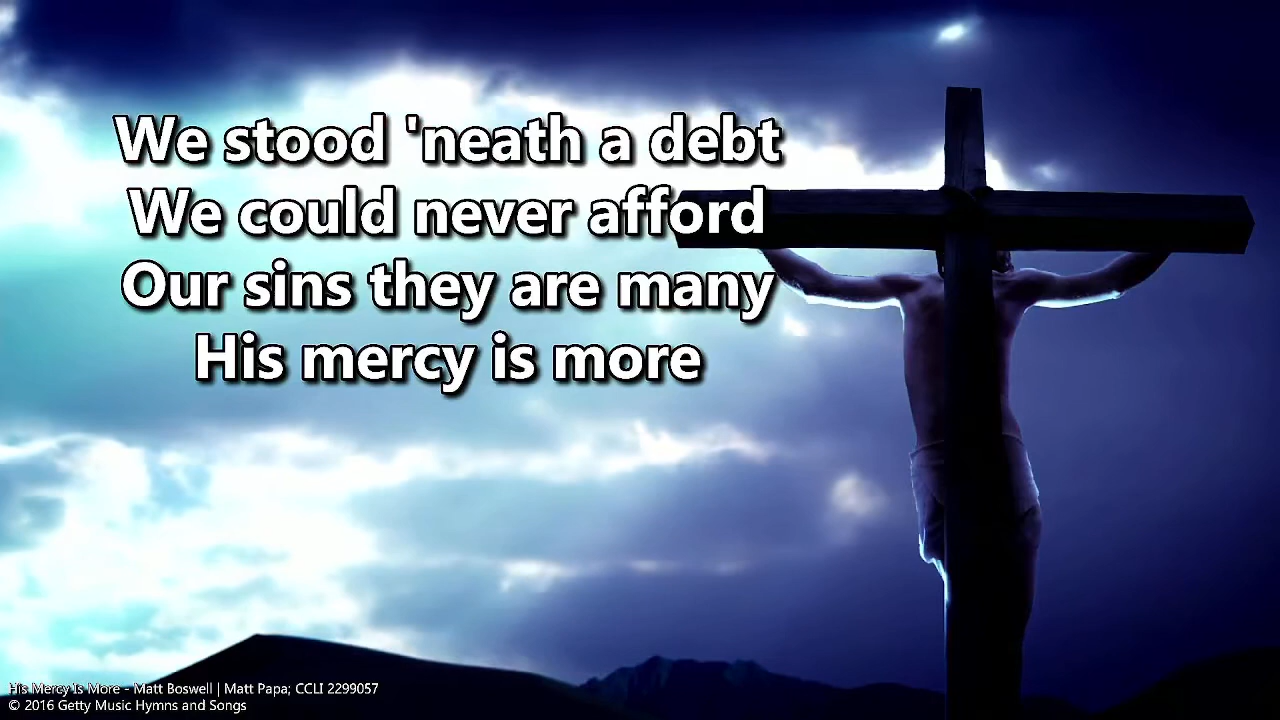 We stood 'neath a debt
We could never afford
Our sins they are many
His mercy is more
His Mercy Is More - Matt Boswell | Matt Papa; CCLI 2299057
© 2016 Getty Music Hymns and Songs